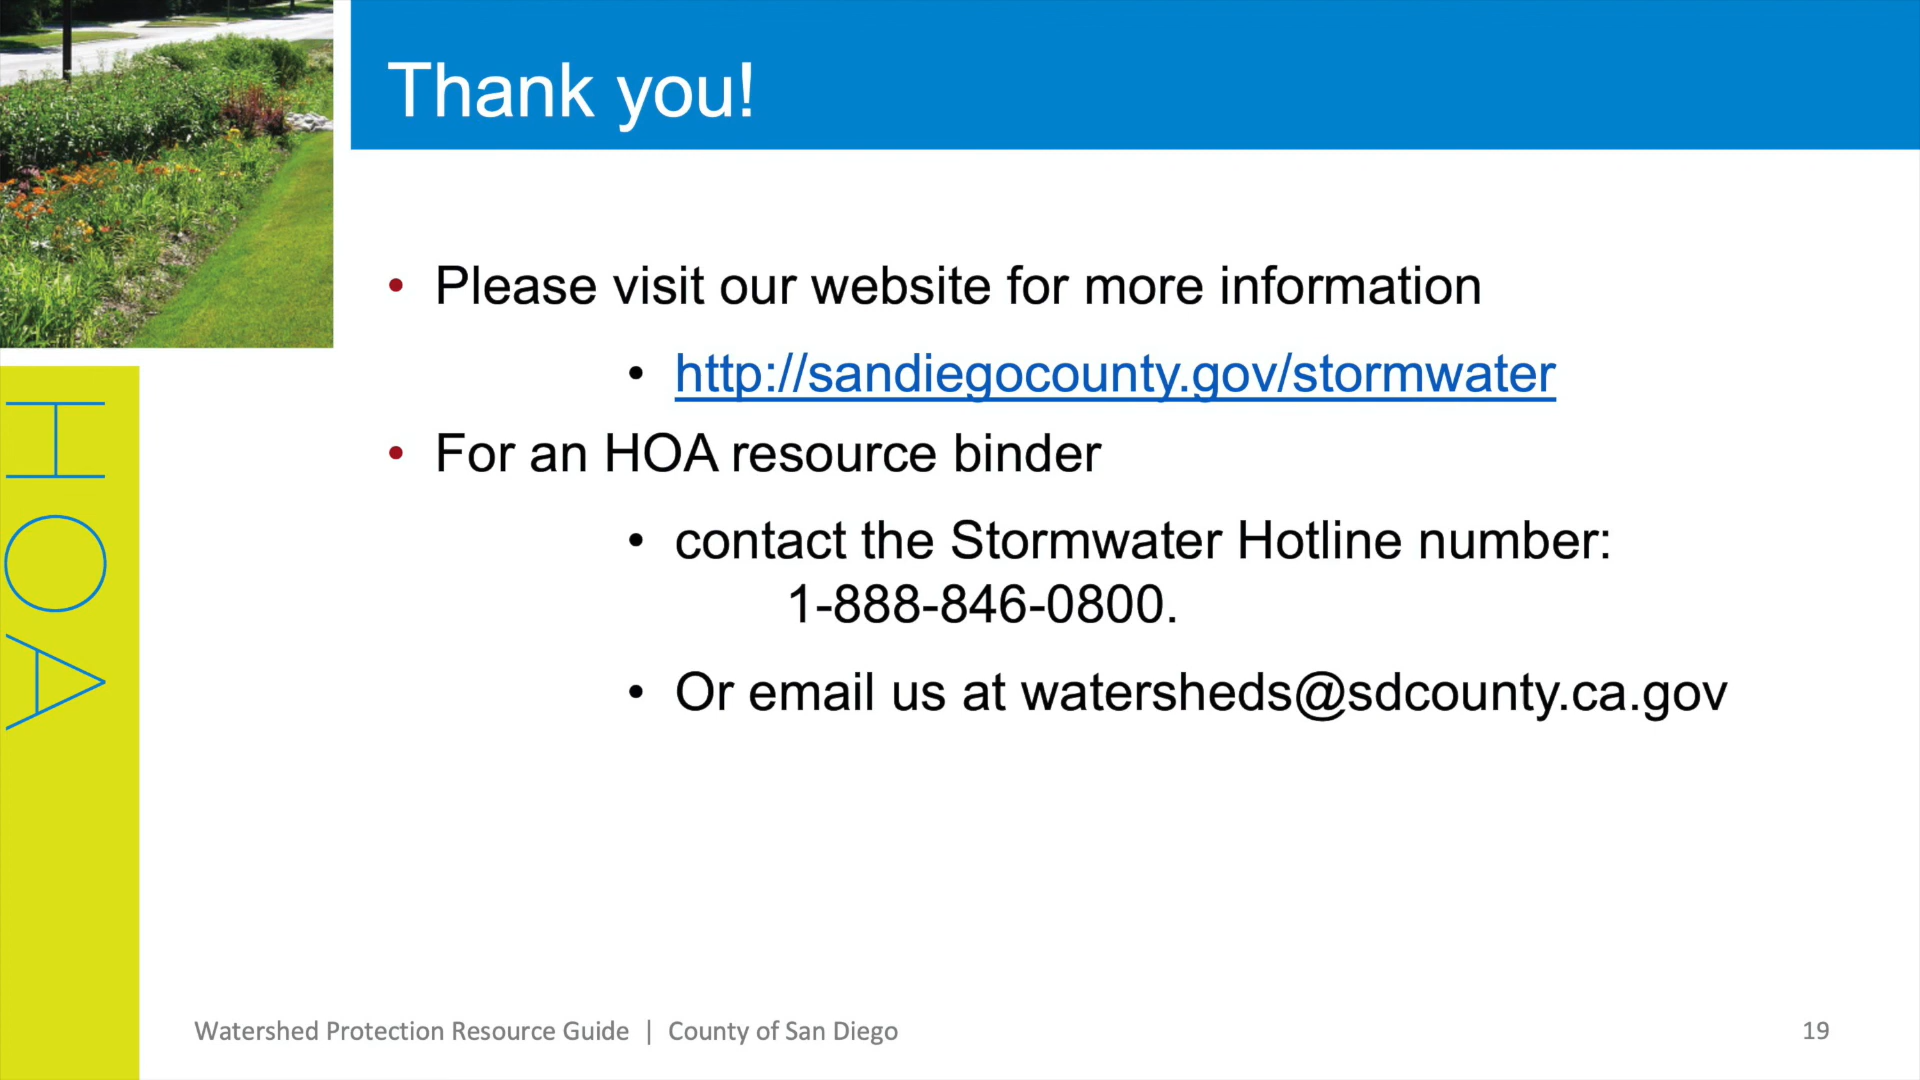 Thank you!
• Please visit our website for more information
• http://sandiegocounty.gov/stormwater
• For an HOA resource binder
• contact the Stormwater Hotline number:
1-888-846-0800.
• Or email us at watersheds@sdcounty.ca.gov
HOA
Watershed Protection Resource Guide | County of San Diego
19